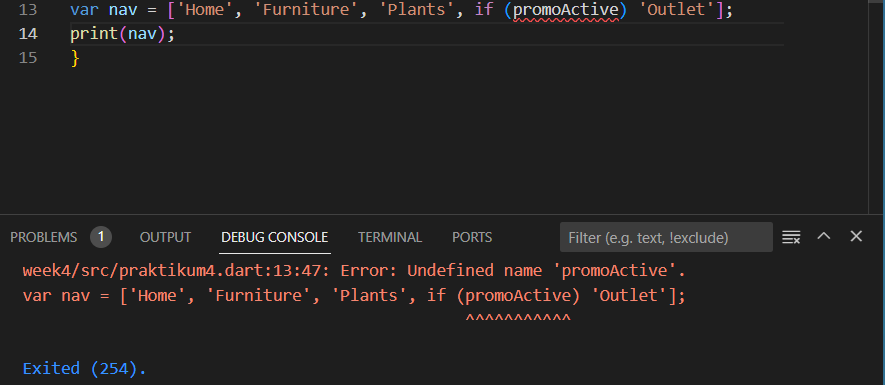 13 var nav = ['Home', 'Furniture', 'Plants', if (promoActive) 'Outlet'];
14 print(nav);
15 }
PROBLEMS 1 OUTPUT DEBUG CONSOLE TERMINAL PORTS Filter (e.g. text, !exclude)
week4/src/praktikum4.dart:13:47: Error: Undefined name 'promoActive'.
var nav = ['Home', 'Furniture', 'Plants', if (promoActive) 'Outlet'];
^^^^^^^^^^^
Exited (254).